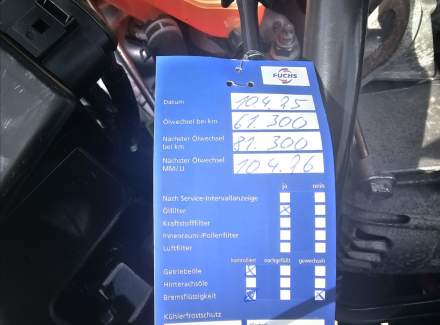 FUCHS
Datum 10.4.25
Ölwechsel bei km 61.300
Nächster Ölwechsel bei km 81.300
Nächster Ölwechsel MM/JJ 10.4.26
ja nein
Nach Service-Intervallanzeige
Ölfilter
Kraftstofffilter
Innenraum-/Pollenfilter
Luftfilter
kontrolliert nachgefüllt gewechselt
Getriebeöle
Hinterachsöle
Bremsflüssigkeit
Kühlerfrostschutz